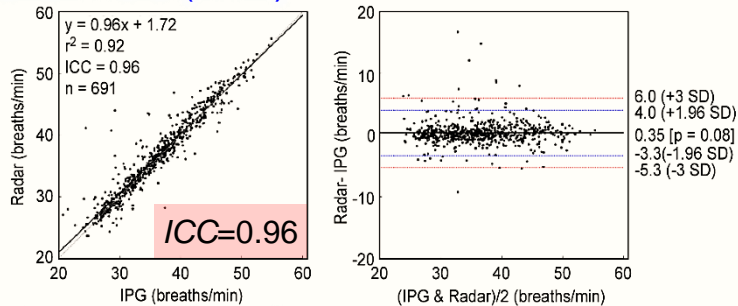 y = 0.96x + 1.72
r² = 0.92
ICC = 0.96
n = 691
ICC=0.96
Radar (breaths/min)
60
50
40
30
20
20 30 40 50 60
IPG (breaths/min)
Radar- IPG (breaths/min)
20
10
0
-10
-20
20 30 40 50 60
(IPG & Radar)/2 (breaths/min)
6.0 (+3 SD)
4.0 (+1.96 SD)
0.35 [p = 0.08]
-3.3(-1.96 SD)
-5.3 (-3 SD)